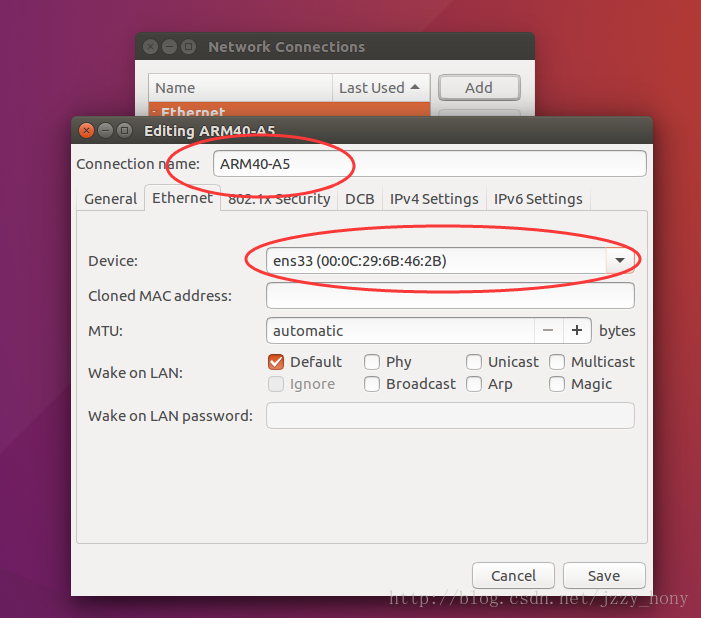 Network Connections
Name Last Used Add
Ethernet
Editing ARM40-A5
Connection name: ARM40-A5
General Ethernet 802.1x Security DCB IPv4 Settings IPv6 Settings
Device: ens33 (00:0C:29:6B:46:2B)
Cloned MAC address:
MTU: automatic − + bytes
Wake on LAN: Default Phy Unicast Multicast
Ignore Broadcast Arp Magic
Wake on LAN password:
Cancel Save
http://blog.csdn.net/jzzy_hony